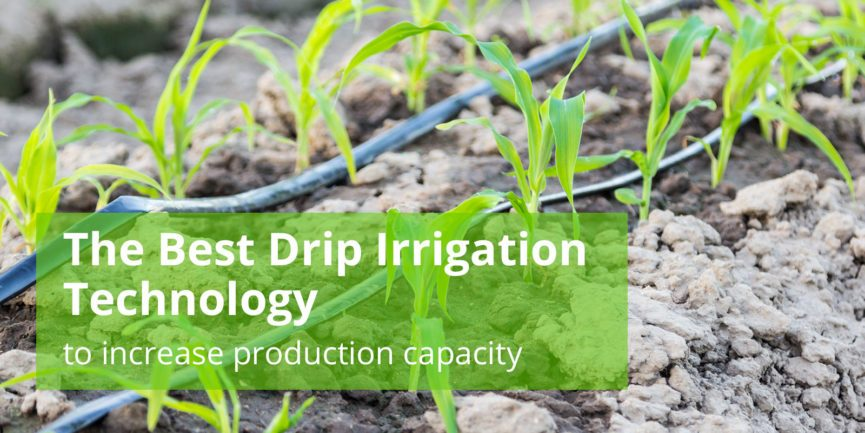 The Best Drip Irrigation
Technology
to increase production capacity